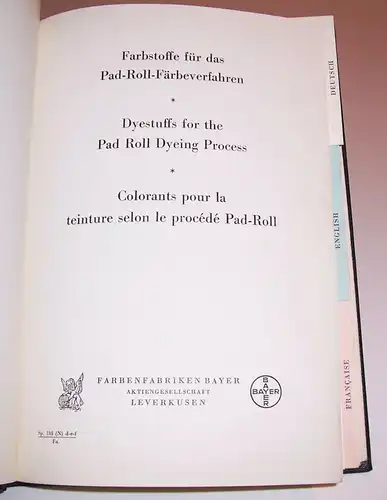 Farbstoffe für das
Pad-Roll-Färbeverfahren
*
Dyestuffs for the
Pad Roll Dyeing Process
*
Colorants pour la
teinture selon le procédé Pad-Roll
FARBENFABRIKEN BAYER
AKTIENGESELLSCHAFT
LEVERKUSEN
BAYER
BAYER
DEUTSCH
ENGLISH
FRANÇAISE